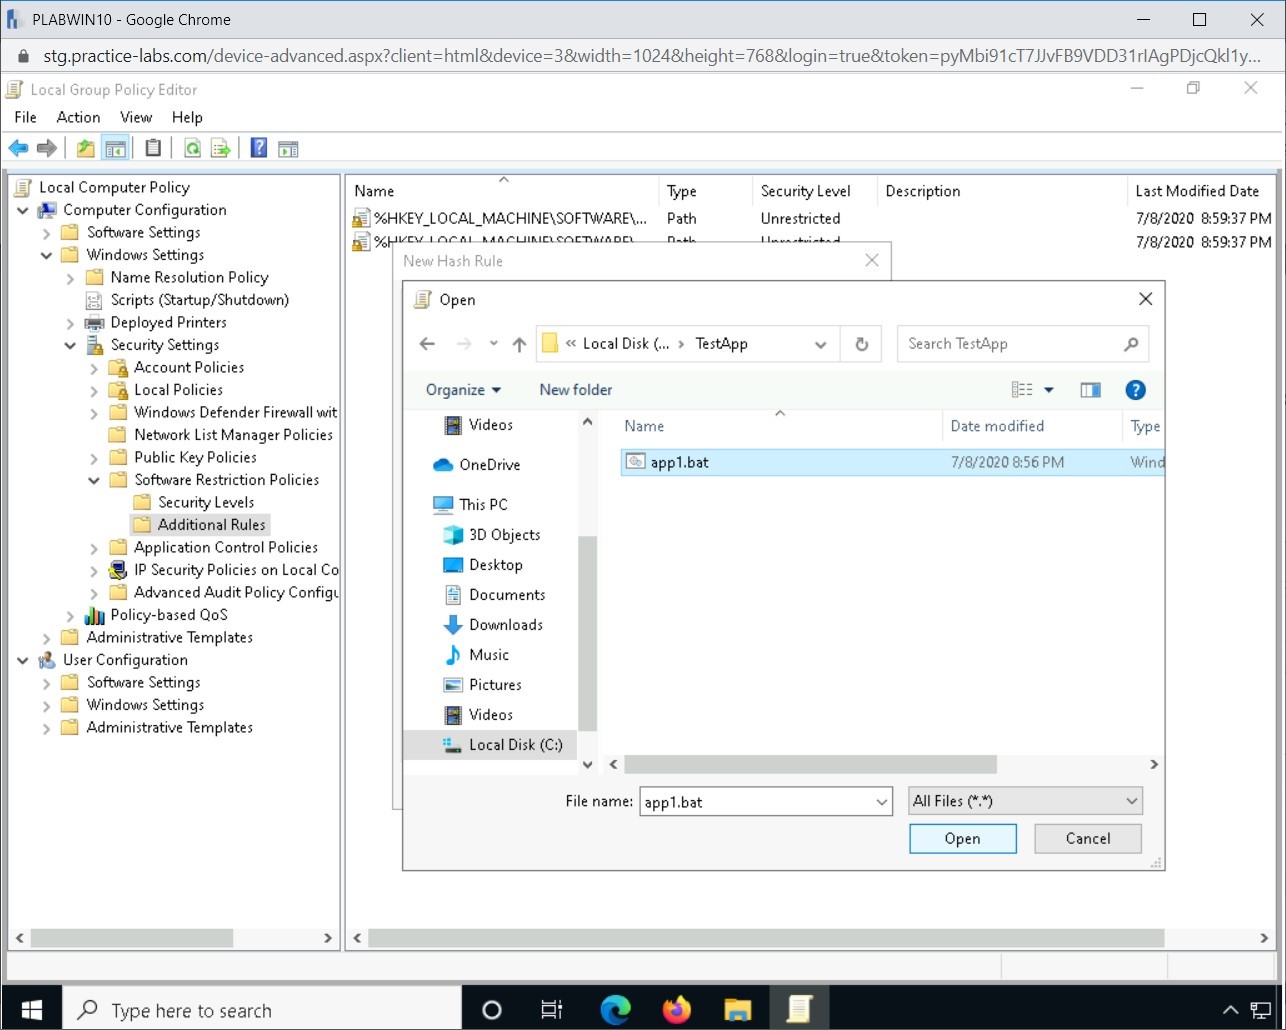 PLABWIN10 - Google Chrome
stg.practice-labs.com/device-advanced.aspx?client=html&device=3&width=1024&height=768&login=true&token=
Local Group Policy Editor
File Action View Help
Local Computer Policy
Computer Configuration
Software Settings
Windows Settings
Name Resolution Policy
Scripts (Startup/Shutdown)
Deployed Printers
Security Settings
Account Policies
Local Policies
Windows Defender Firewall wit
Network List Manager Policies
Public Key Policies
Software Restriction Policies
Security Levels
Additional Rules
Application Control Policies
IP Security Policies on Local Co
Advanced Audit Policy Configu
Policy-based QoS
Administrative Templates
User Configuration
Software Settings
Windows Settings
Administrative Templates
Name Type Security Level Description Last Modified Date
%HKEY_LOCAL_MACHINE\SOFTWARE\... Path Unrestricted 7/8/2020 8:59:37 PM
%HKEY_LOCAL_MACHINE\SOFTWARE\... Path Unrestricted 7/8/2020 8:59:37 PM
New Hash Rule
Open
« Local Disk (... › TestApp
Search TestApp
Organize New folder
Videos
OneDrive
This PC
3D Objects
Desktop
Documents
Downloads
Music
Pictures
Videos
Local Disk (C:)
Name Date modified Type
app1.bat 7/8/2020 8:56 PM Wind
File name: app1.bat All Files (*.*)
Open Cancel
Type here to search